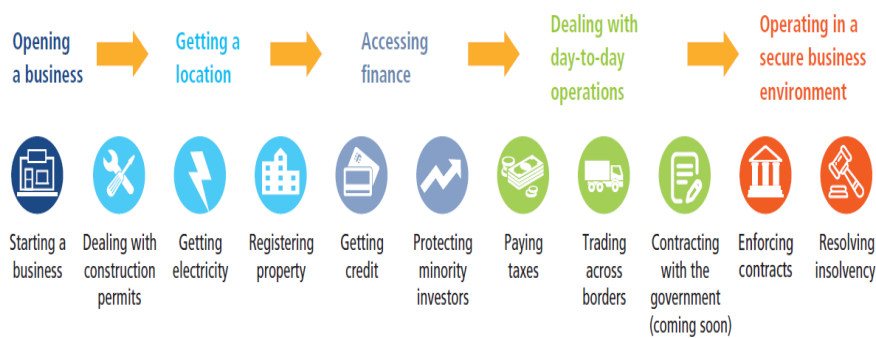 Opening
a business
Getting a
location
Accessing
finance
Dealing with
day-to-day
operations
Operating in a
secure business
environment
Starting a
business
Dealing with
construction
permits
Getting
electricity
Registering
property
Getting
credit
Protecting
minority
investors
Paying
taxes
Trading
across
borders
Contracting
with the
government
(coming soon)
Enforcing
contracts
Resolving
insolvency